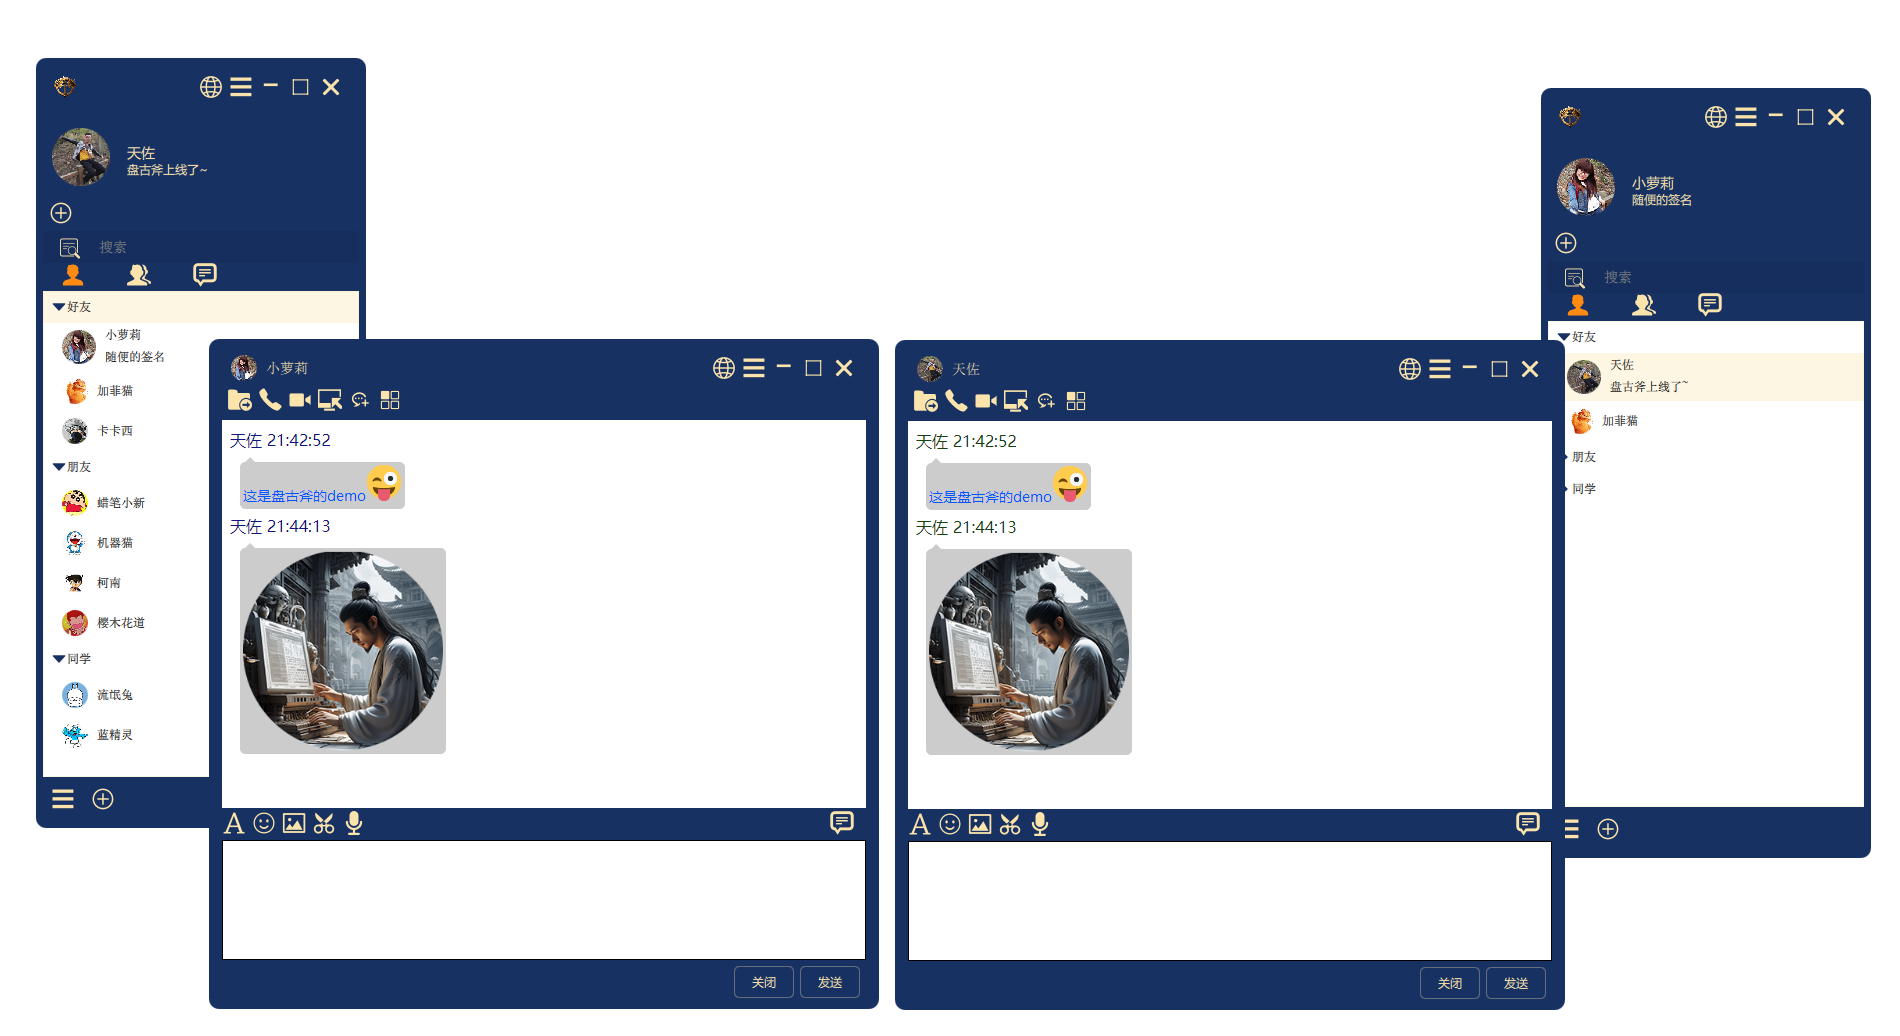 天佐
盘古斧上线了~
搜索
好友
小萝莉
随便的签名
加菲猫
卡卡西
朋友
蜡笔小新
机器猫
柯南
樱木花道
同学
流氓兔
蓝精灵
小萝莉
天佐 21:42:52
这是盘古斧的demo
天佐 21:44:13
A
关闭
发送
天佐
天佐 21:42:52
这是盘古斧的demo
天佐 21:44:13
A
关闭
发送
小萝莉
随便的签名
搜索
好友
天佐
盘古斧上线了~
加菲猫
朋友
同学